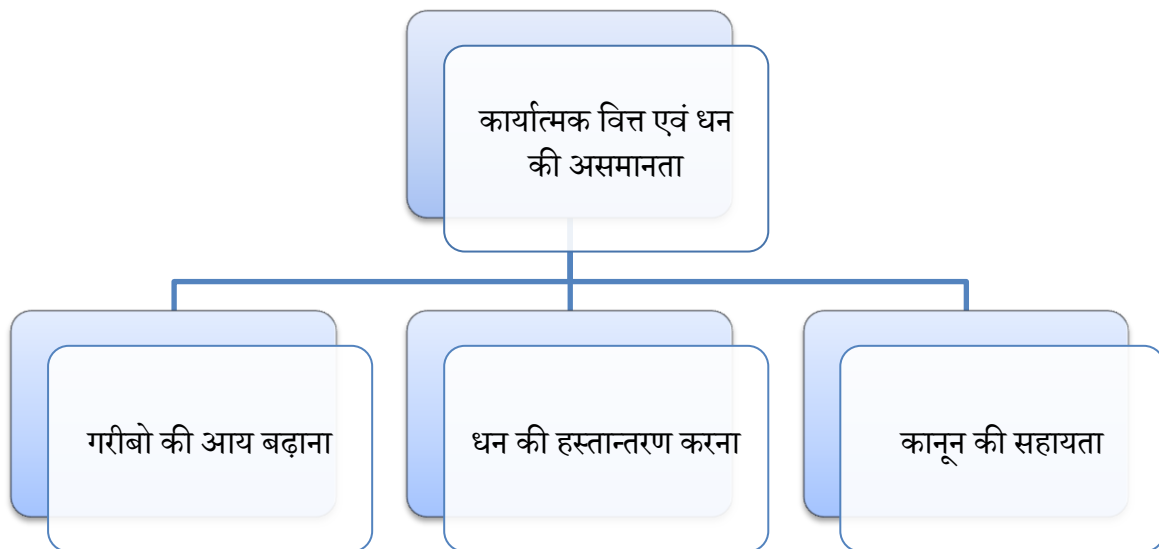 कार्यात्मक वित्त एवं धन
की असमानता
गरीबो की आय बढ़ाना
धन की हस्तान्तरण करना
कानून की सहायता